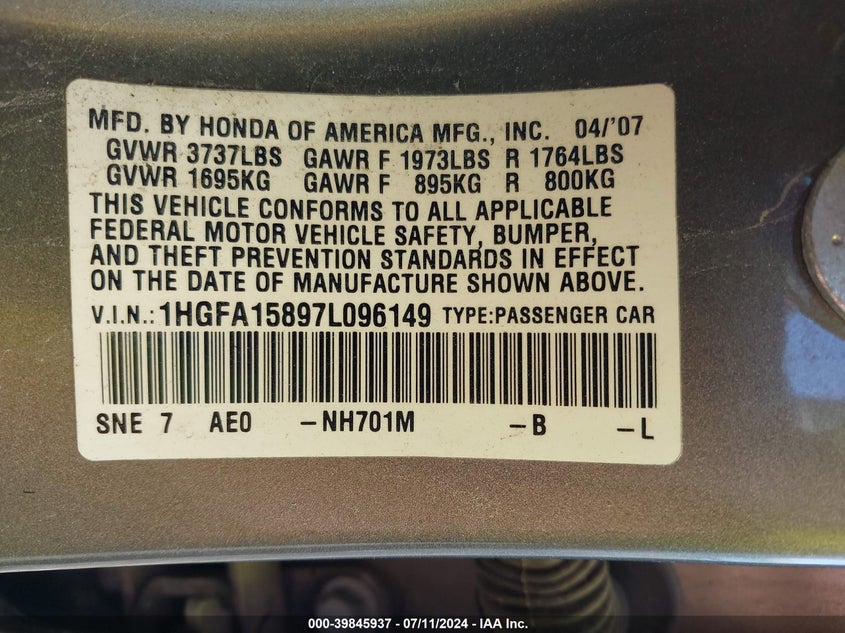 MFD. BY HONDA OF AMERICA MFG., INC. 04/'07
GVWR 3737LBS GAWR F 1973LBS R 1764LBS
GVWR 1695KG GAWR F 895KG R 800KG
THIS VEHICLE CONFORMS TO ALL APPLICABLE
FEDERAL MOTOR VEHICLE SAFETY, BUMPER,
AND THEFT PREVENTION STANDARDS IN EFFECT
ON THE DATE OF MANUFACTURE SHOWN ABOVE.
V.I.N.: 1HGFA15897L096149 TYPE:PASSENGER CAR
SNE 7 AE0 -NH701M -B -L
000-39845937 - 07/11/2024 - IAA Inc.